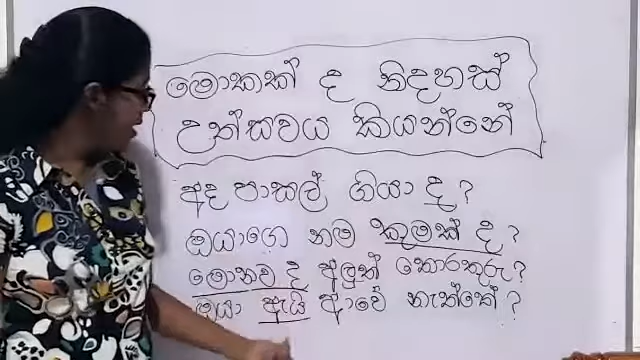 මොකක් ද නිදහස්
උත්සවය කියන්නේ
අද පාසල් ගියා ද?
ඔයාගෙ නම කුමක් ද?
මොනව ද අලුත් තොරතුරු?
ඔයා ඇයි ආවේ නැත්තේ?